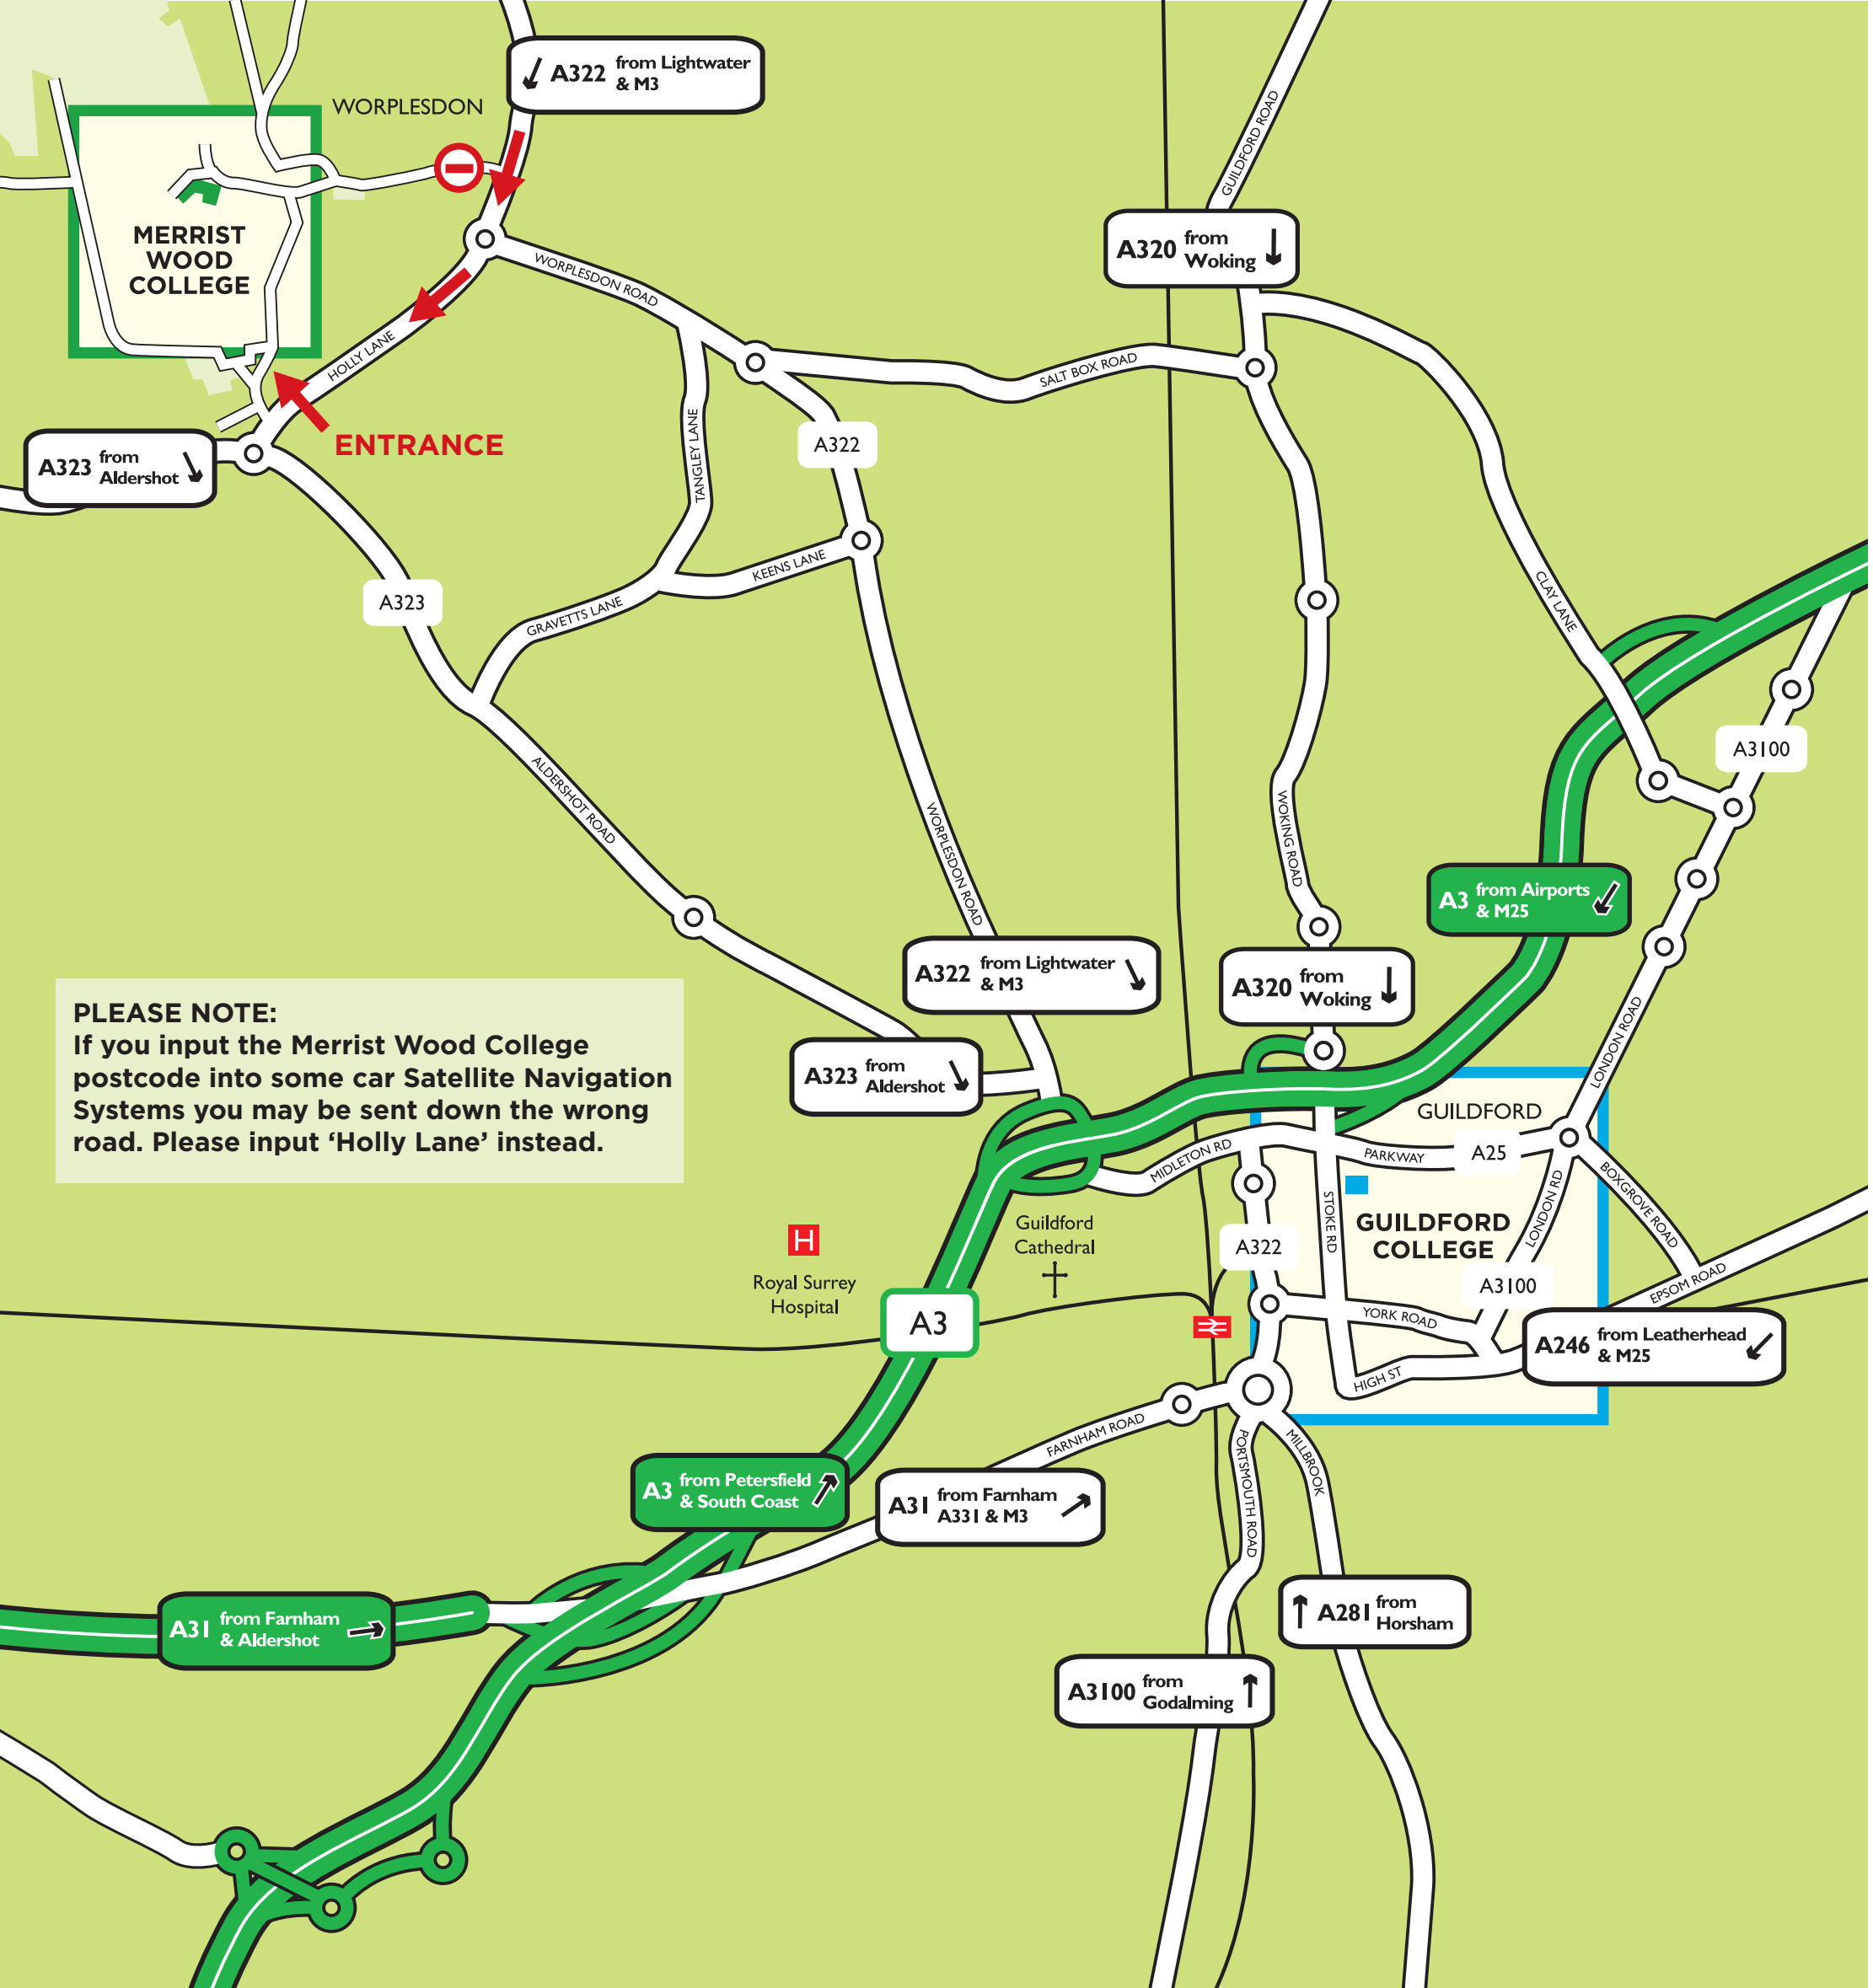 A322 from Lightwater
& M3
WORPLESDON
GUILDFORD ROAD
MERRIST
WOOD
COLLEGE
A320 from
Woking
WORPLESDON ROAD
HOLLY LANE
SALT BOX ROAD
ENTRANCE
A323 from
Aldershot
TANGLEY LANE
A322
KEENS LANE
GRAVETTS LANE
A323
CLAY LANE
A3100
ALDERSHOT ROAD
WORPLESDON ROAD
WOKING ROAD
A3 from Airports
& M25
A322 from Lightwater
& M3
A320 from
Woking
PLEASE NOTE:
If you input the Merrist Wood College
postcode into some car Satellite Navigation
Systems you may be sent down the wrong
road. Please input ‘Holly Lane’ instead.
A323 from
Aldershot
LONDON ROAD
GUILDFORD
MIDLETON RD
PARKWAY
A25
STOKE RD
LONDON RD
BOXGROVE ROAD
GUILDFORD
COLLEGE
H
Royal Surrey
Hospital
Guildford
Cathedral
A322
A3100
EPSOM ROAD
A3
YORK ROAD
A246 from Leatherhead
& M25
HIGH ST
FARNHAM ROAD
PORTSMOUTH ROAD
MILLBROOK
A3 from Petersfield
& South Coast
A31 from Farnham
A331 & M3
A31 from Farnham
& Aldershot
A281 from
Horsham
A3100 from
Godalming